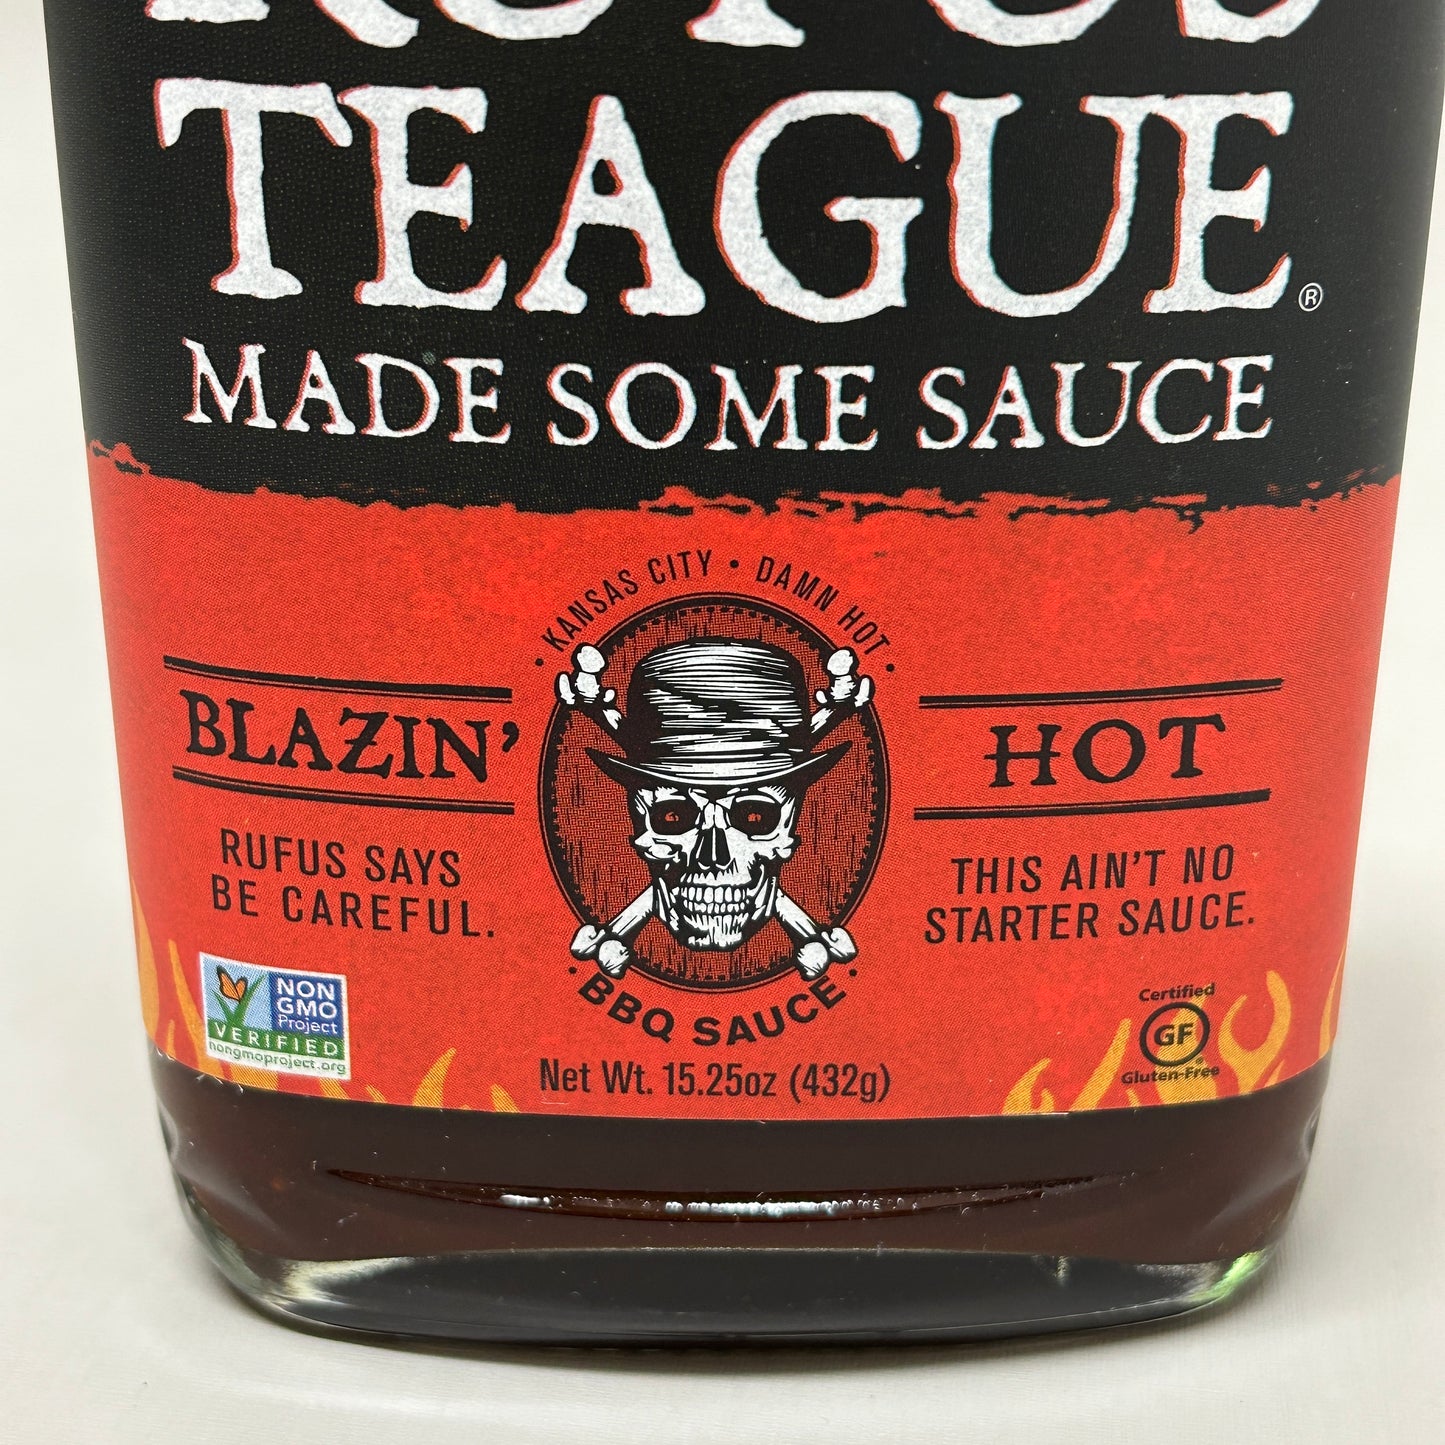 RUFUS
TEAGUE®
MADE SOME SAUCE
• KANSAS CITY • DAMN HOT •
BLAZIN'
HOT
RUFUS SAYS
BE CAREFUL.
THIS AIN'T NO
STARTER SAUCE.
• BBQ SAUCE •
NON
GMO
Project
VERIFIED
nongmoproject.org
Certified
GF
Gluten-Free
Net Wt. 15.25oz (432g)